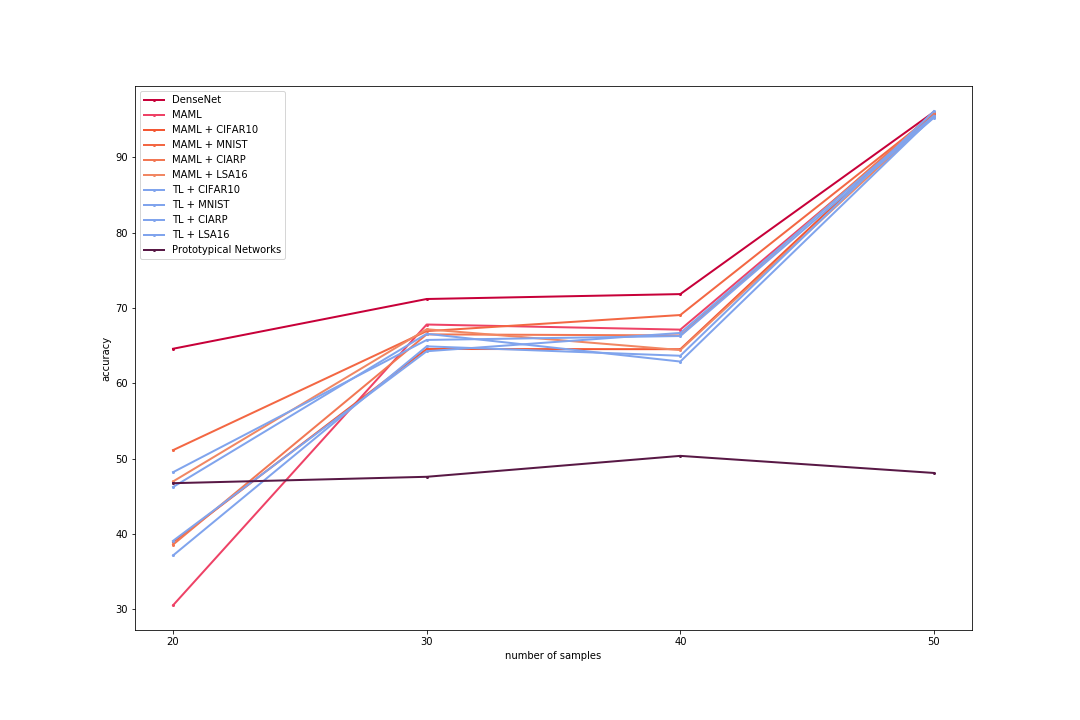 DenseNet
MAML
MAML + CIFAR10
MAML + MNIST
MAML + CIARP
MAML + LSA16
TL + CIFAR10
TL + MNIST
TL + CIARP
TL + LSA16
Prototypical Networks
90
80
70
60
50
40
30
accuracy
20 30 40 50
number of samples